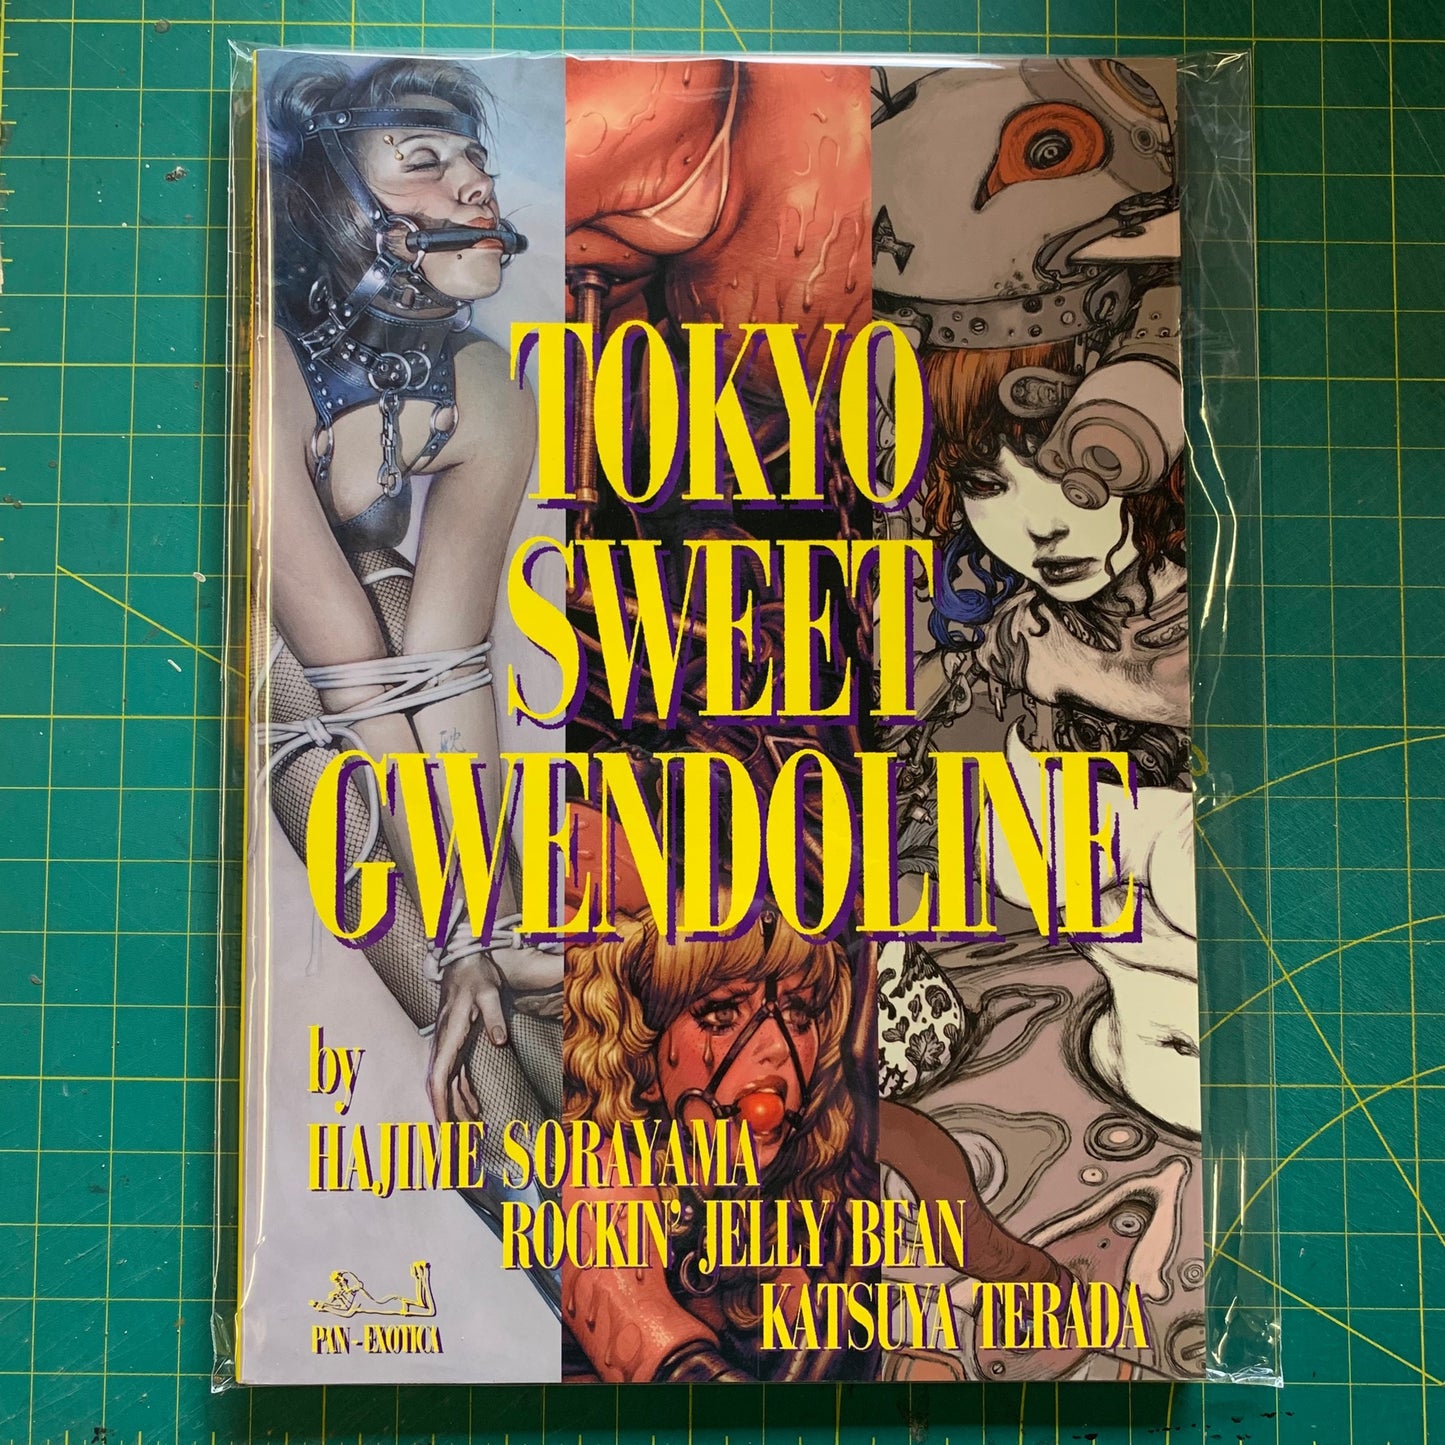 TOKYO
SWEET
GWENDOLINE
by
HAJIME SORAYAMA
ROCKIN' JELLY BEAN
KATSUYA TERADA
PAN-EXOTICA